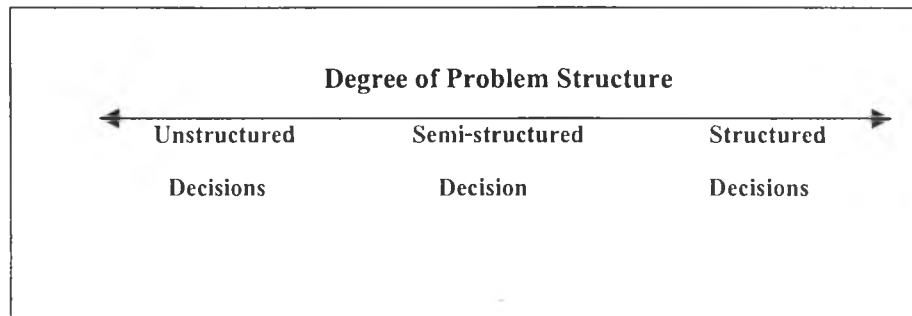 Degree of Problem Structure
Unstructured Semi-structured Structured
Decisions Decision Decisions